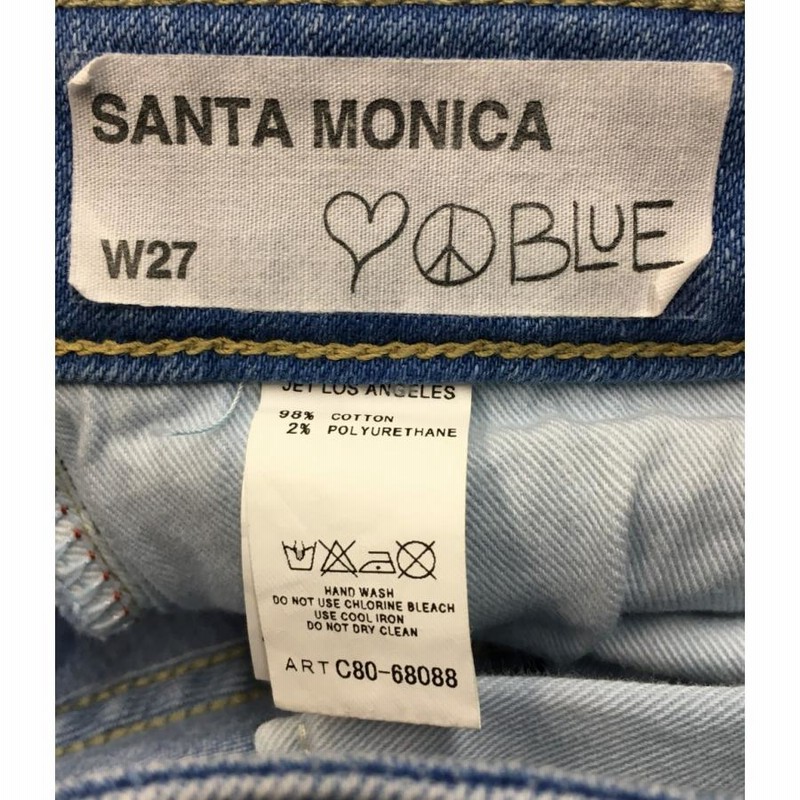 SANTA MONICA
W27 BLUE
JET LOS ANGELES
98% COTTON
2% POLYURETHANE
HAND WASH
DO NOT USE CHLORINE BLEACH
USE COOL IRON
DO NOT DRY CLEAN
ART C80-68088